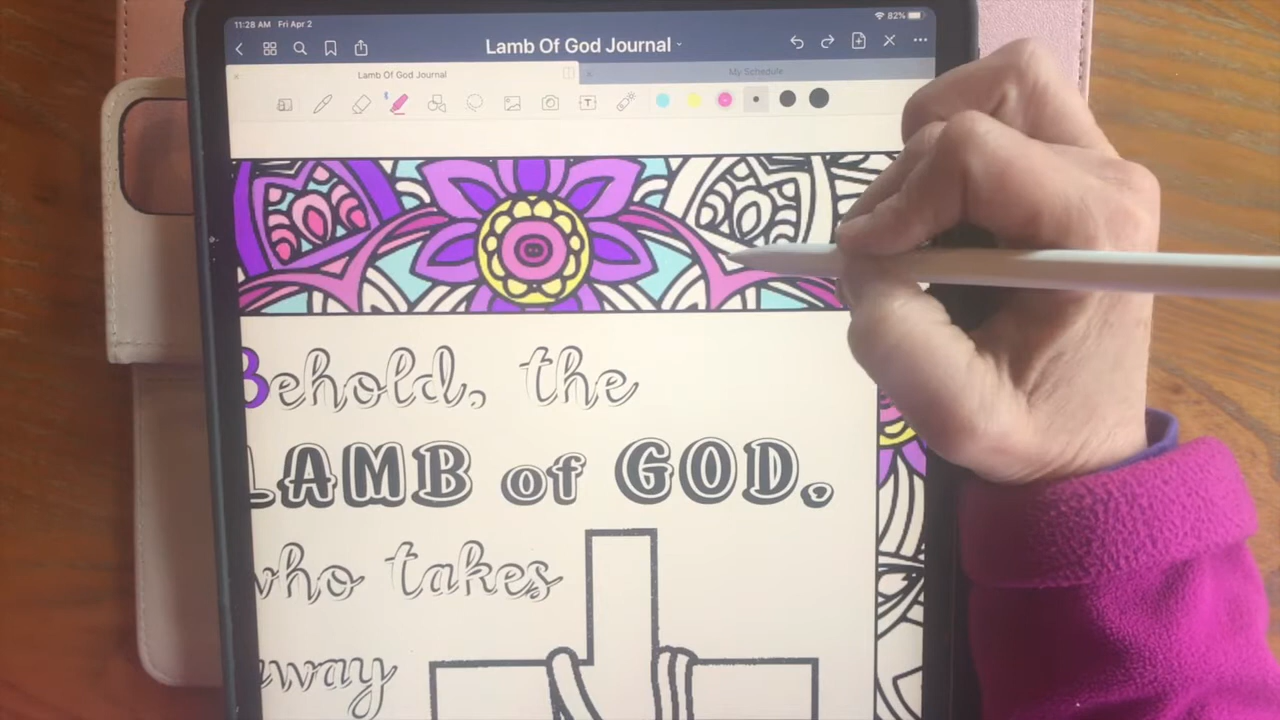 11:28 AM Fri Apr 2
82%
Lamb Of God Journal
Lamb Of God Journal
My Schedule
T
Behold, the
LAMB of GOD.
who takes
away